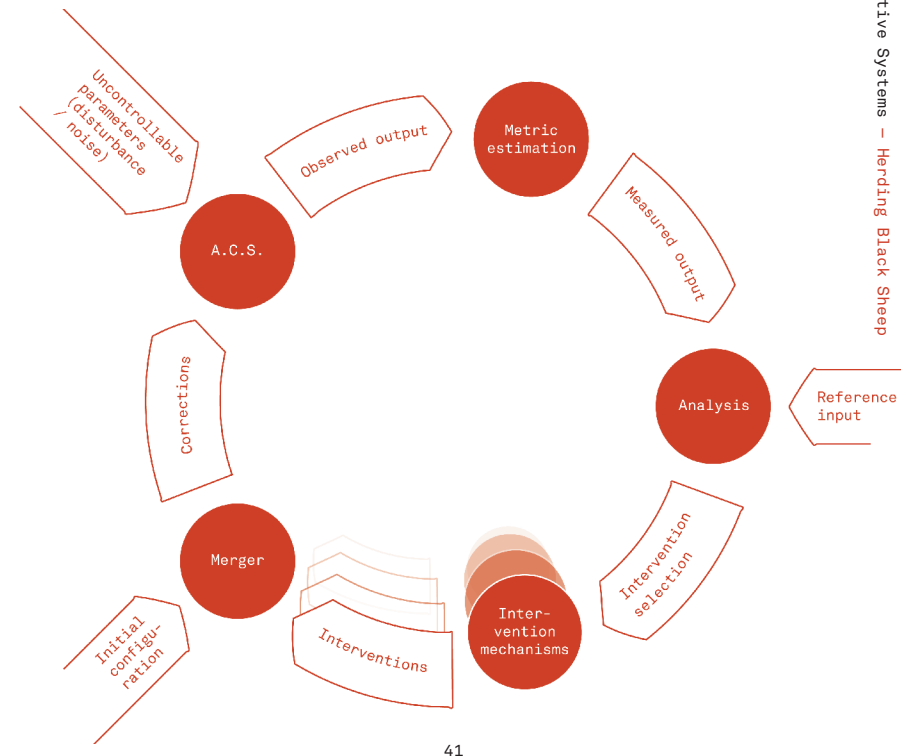 tive Systems — Herding Black Sheep
Uncontrollable
parameters
(disturbance
/ noise)
Observed output
Metric
estimation
Measured output
A.C.S.
Corrections
Analysis
Reference
input
Intervention
selection
Merger
Inter-
vention
mechanisms
Interventions
Initial
configu-
ration
41